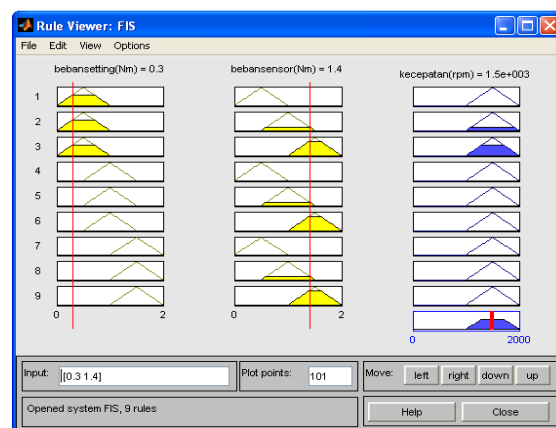 Rule Viewer: FIS
File Edit View Options
bebansetting(Nm) = 0.3 bebansensor(Nm) = 1.4 kecepatan(rpm) = 1.5e+003
1
2
3
4
5
6
7
8
9
0 2 0 2
0 2000
Input: [0.3 1.4] Plot points: 101 Move: left right down up
Opened system FIS, 9 rules Help Close